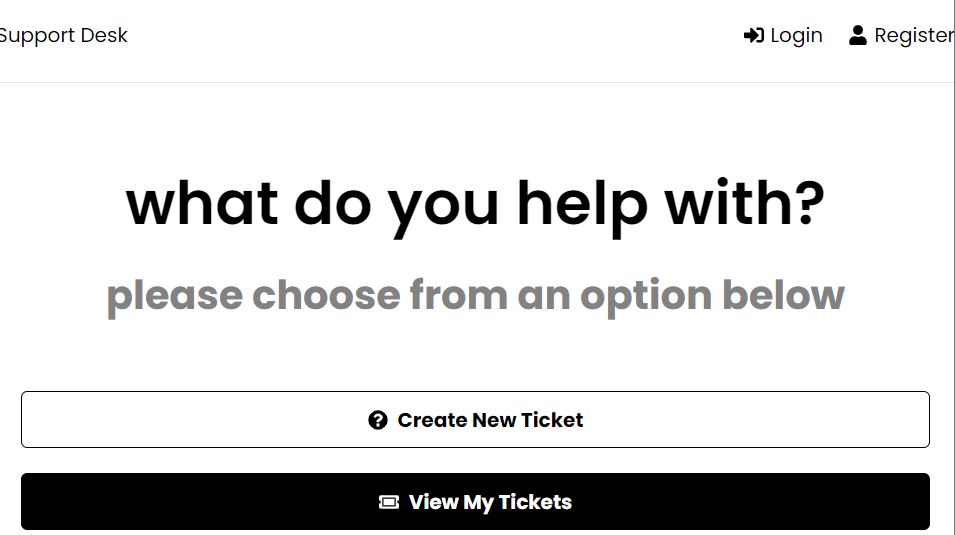 Support Desk
Login
Register
what do you help with?
please choose from an option below
Create New Ticket
View My Tickets